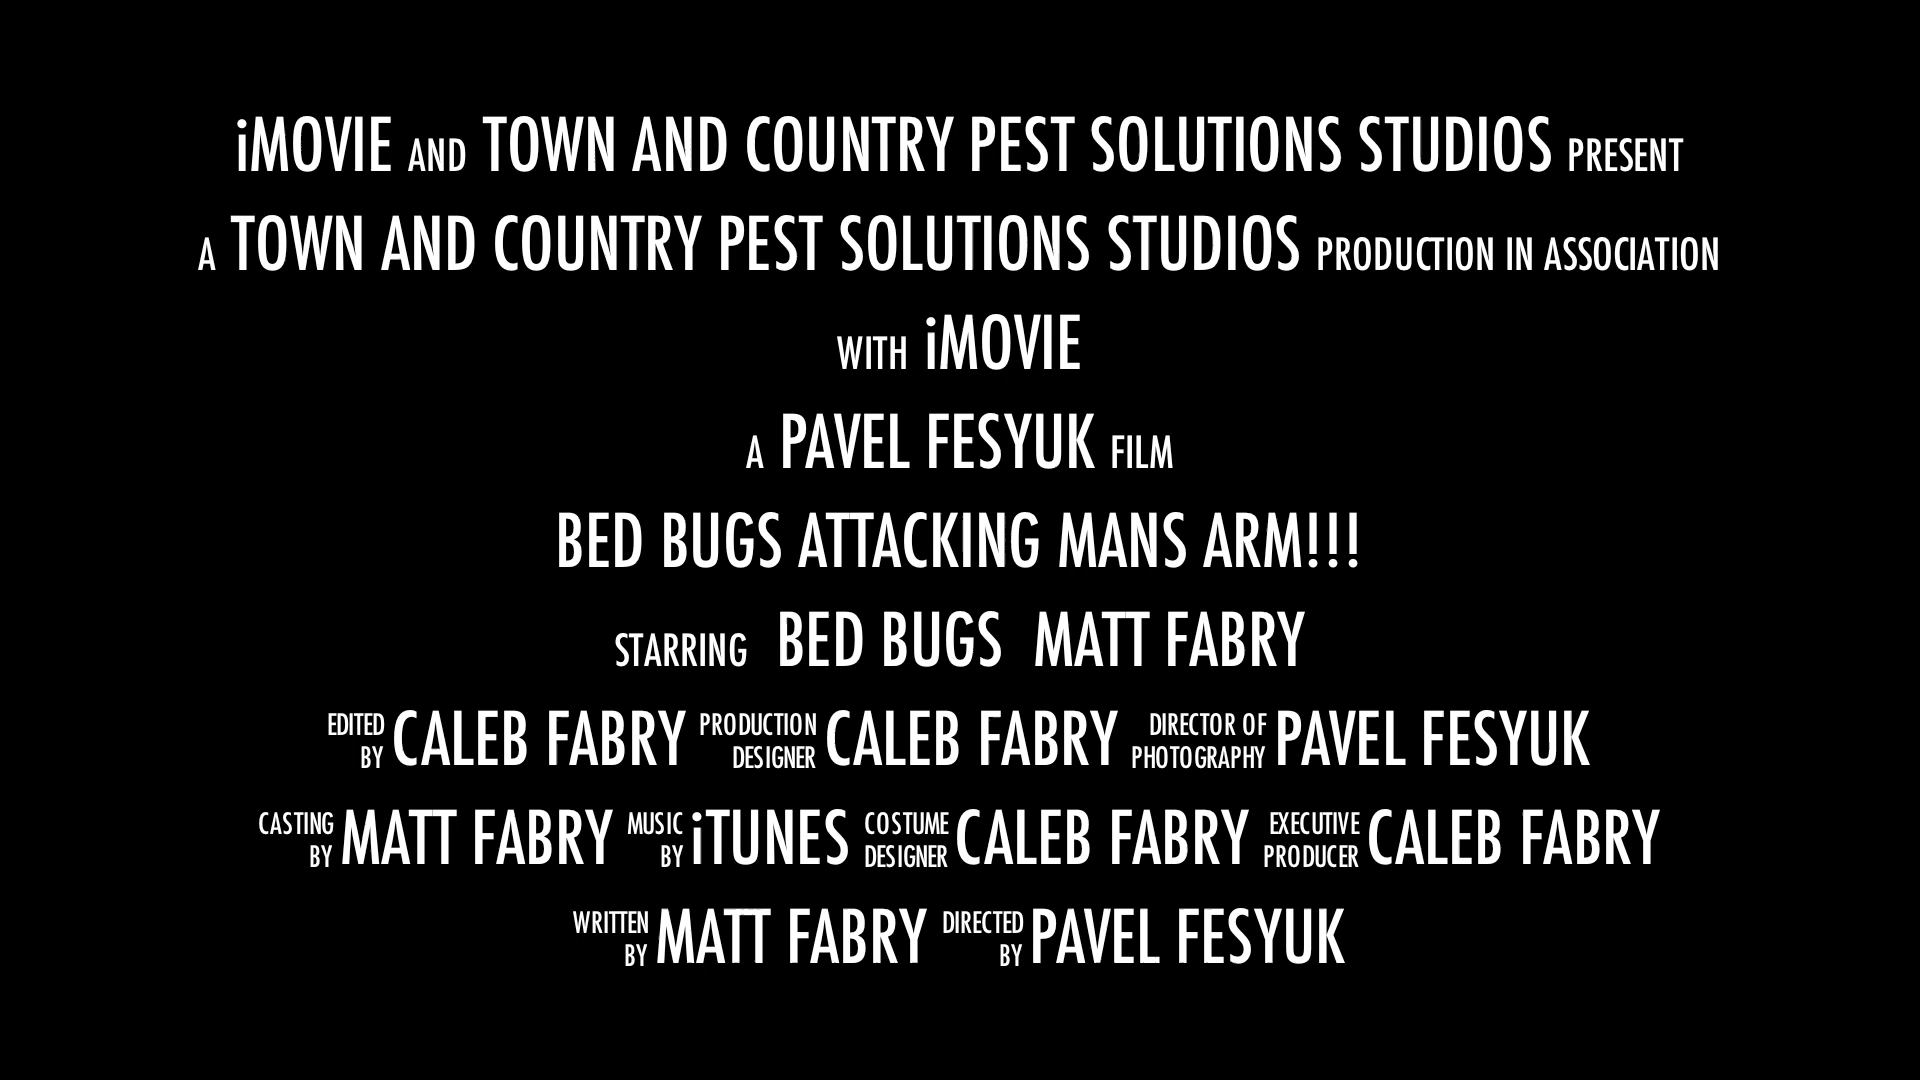 iMOVIE AND TOWN AND COUNTRY PEST SOLUTIONS STUDIOS PRESENT
A TOWN AND COUNTRY PEST SOLUTIONS STUDIOS PRODUCTION IN ASSOCIATION
WITH iMOVIE
A PAVEL FESYUK FILM
BED BUGS ATTACKING MANS ARM!!!
STARRING BED BUGS MATT FABRY
EDITED BY CALEB FABRY PRODUCTION DESIGNER CALEB FABRY DIRECTOR OF PHOTOGRAPHY PAVEL FESYUK
CASTING BY MATT FABRY MUSIC BY iTUNES COSTUME DESIGNER CALEB FABRY EXECUTIVE PRODUCER CALEB FABRY
WRITTEN BY MATT FABRY DIRECTED BY PAVEL FESYUK